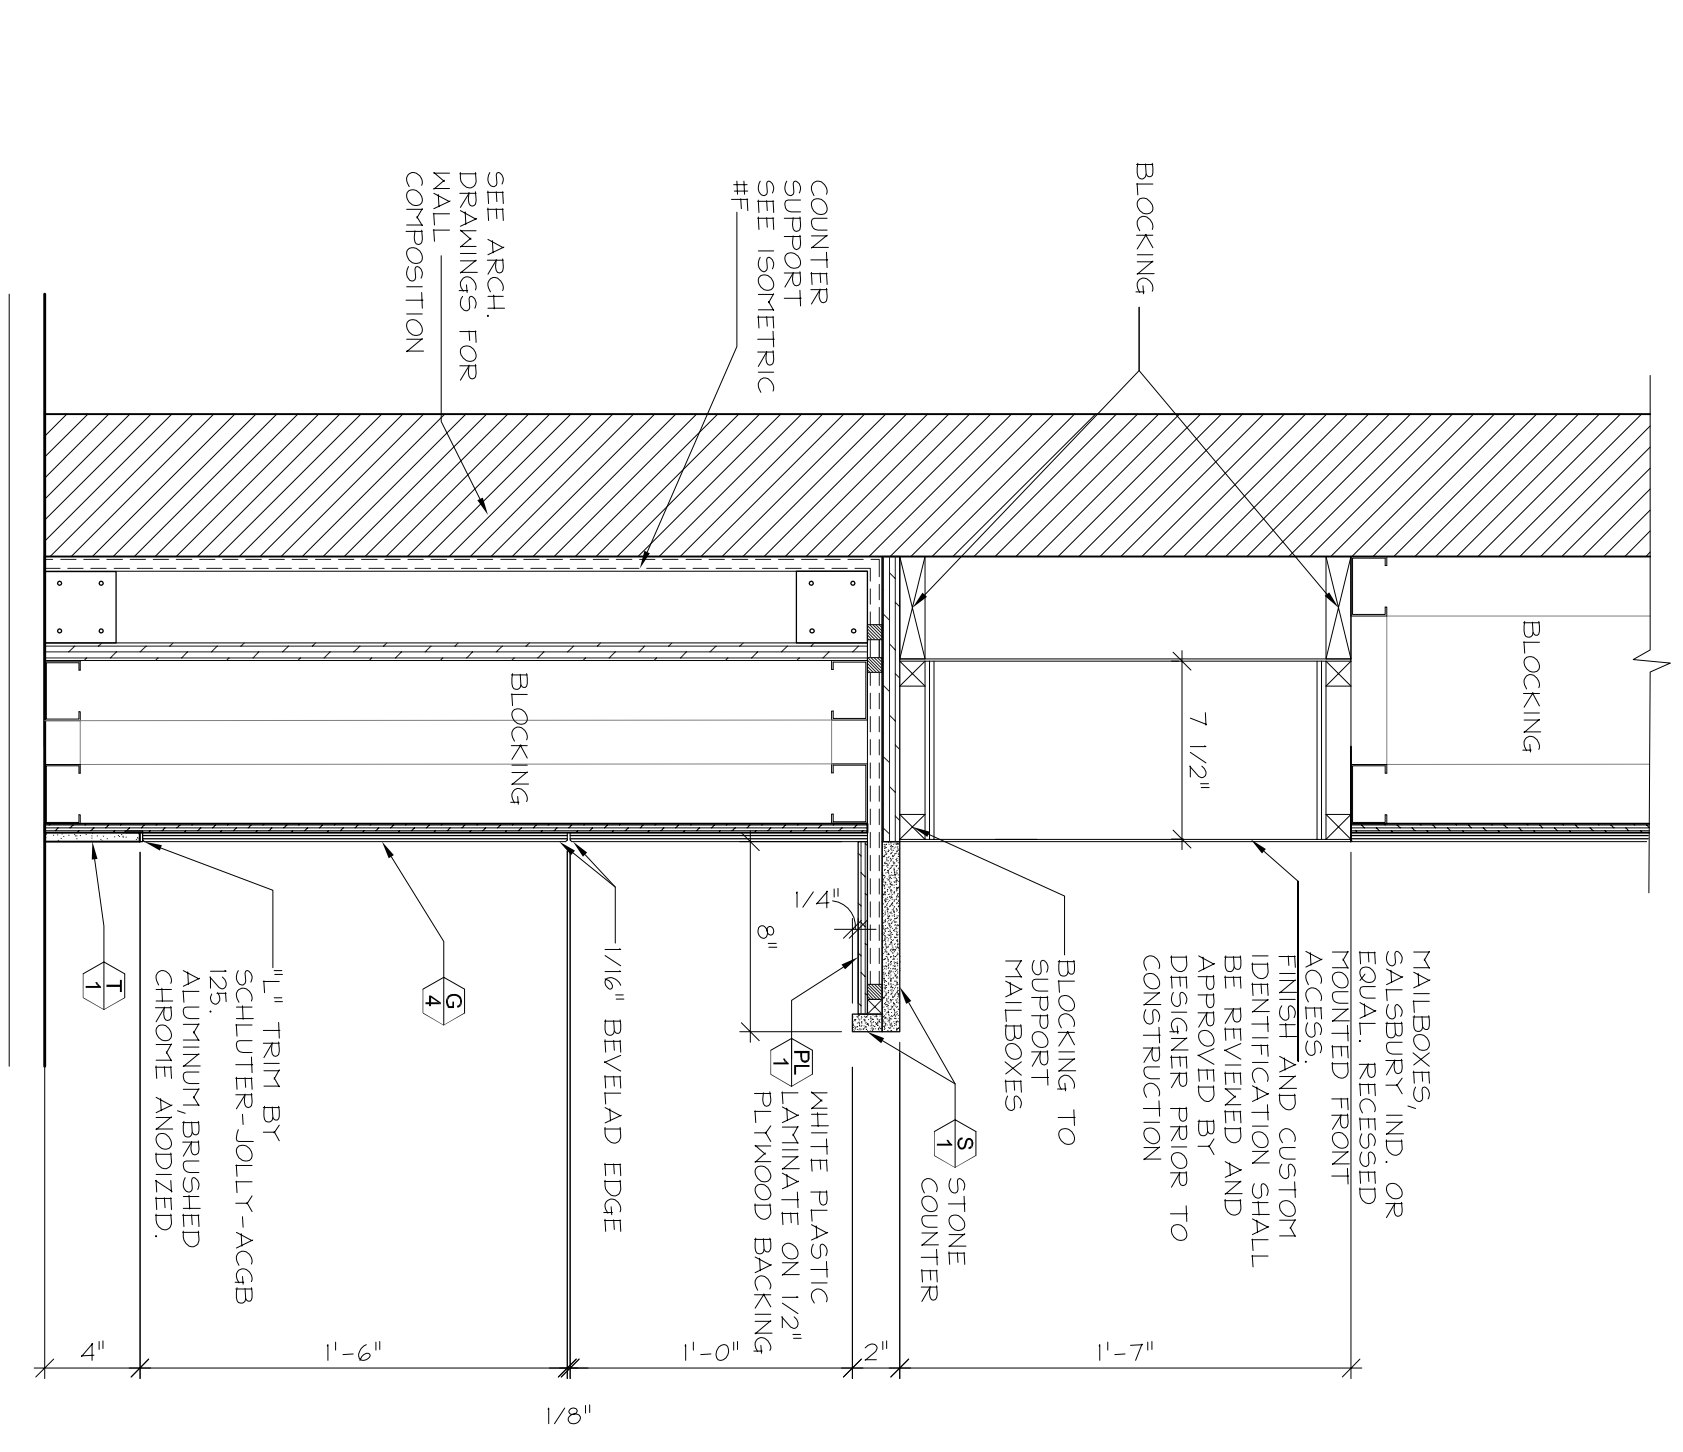 BLOCKING
COUNTER
SUPPORT
SEE ISOMETRIC
#F
SEE ARCH.
DRAWINGS FOR
WALL
COMPOSITION
BLOCKING
7 1/2"
BLOCKING
MAILBOXES,
SALSBURY IND. OR
EQUAL. RECESSED
MOUNTED FRONT
ACCESS.
FINISH AND CUSTOM
IDENTIFICATION SHALL
BE REVIEWED AND
APPROVED BY
DESIGNER PRIOR TO
CONSTRUCTION
BLOCKING TO
SUPPORT
MAILBOXES
S
1
STONE
COUNTER
1/4"
8"
PL
1
WHITE PLASTIC
LAMINATE ON 1/2"
PLYWOOD BACKING
1/16" BEVELAD EDGE
G
4
"L" TRIM BY
SCHLUTER-JOLLY-ACGB
125.
ALUMINUM,BRUSHED
CHROME ANODIZED.
T
1
1'-7"
2"
1'-0"
1'-6"
4"
1/8"